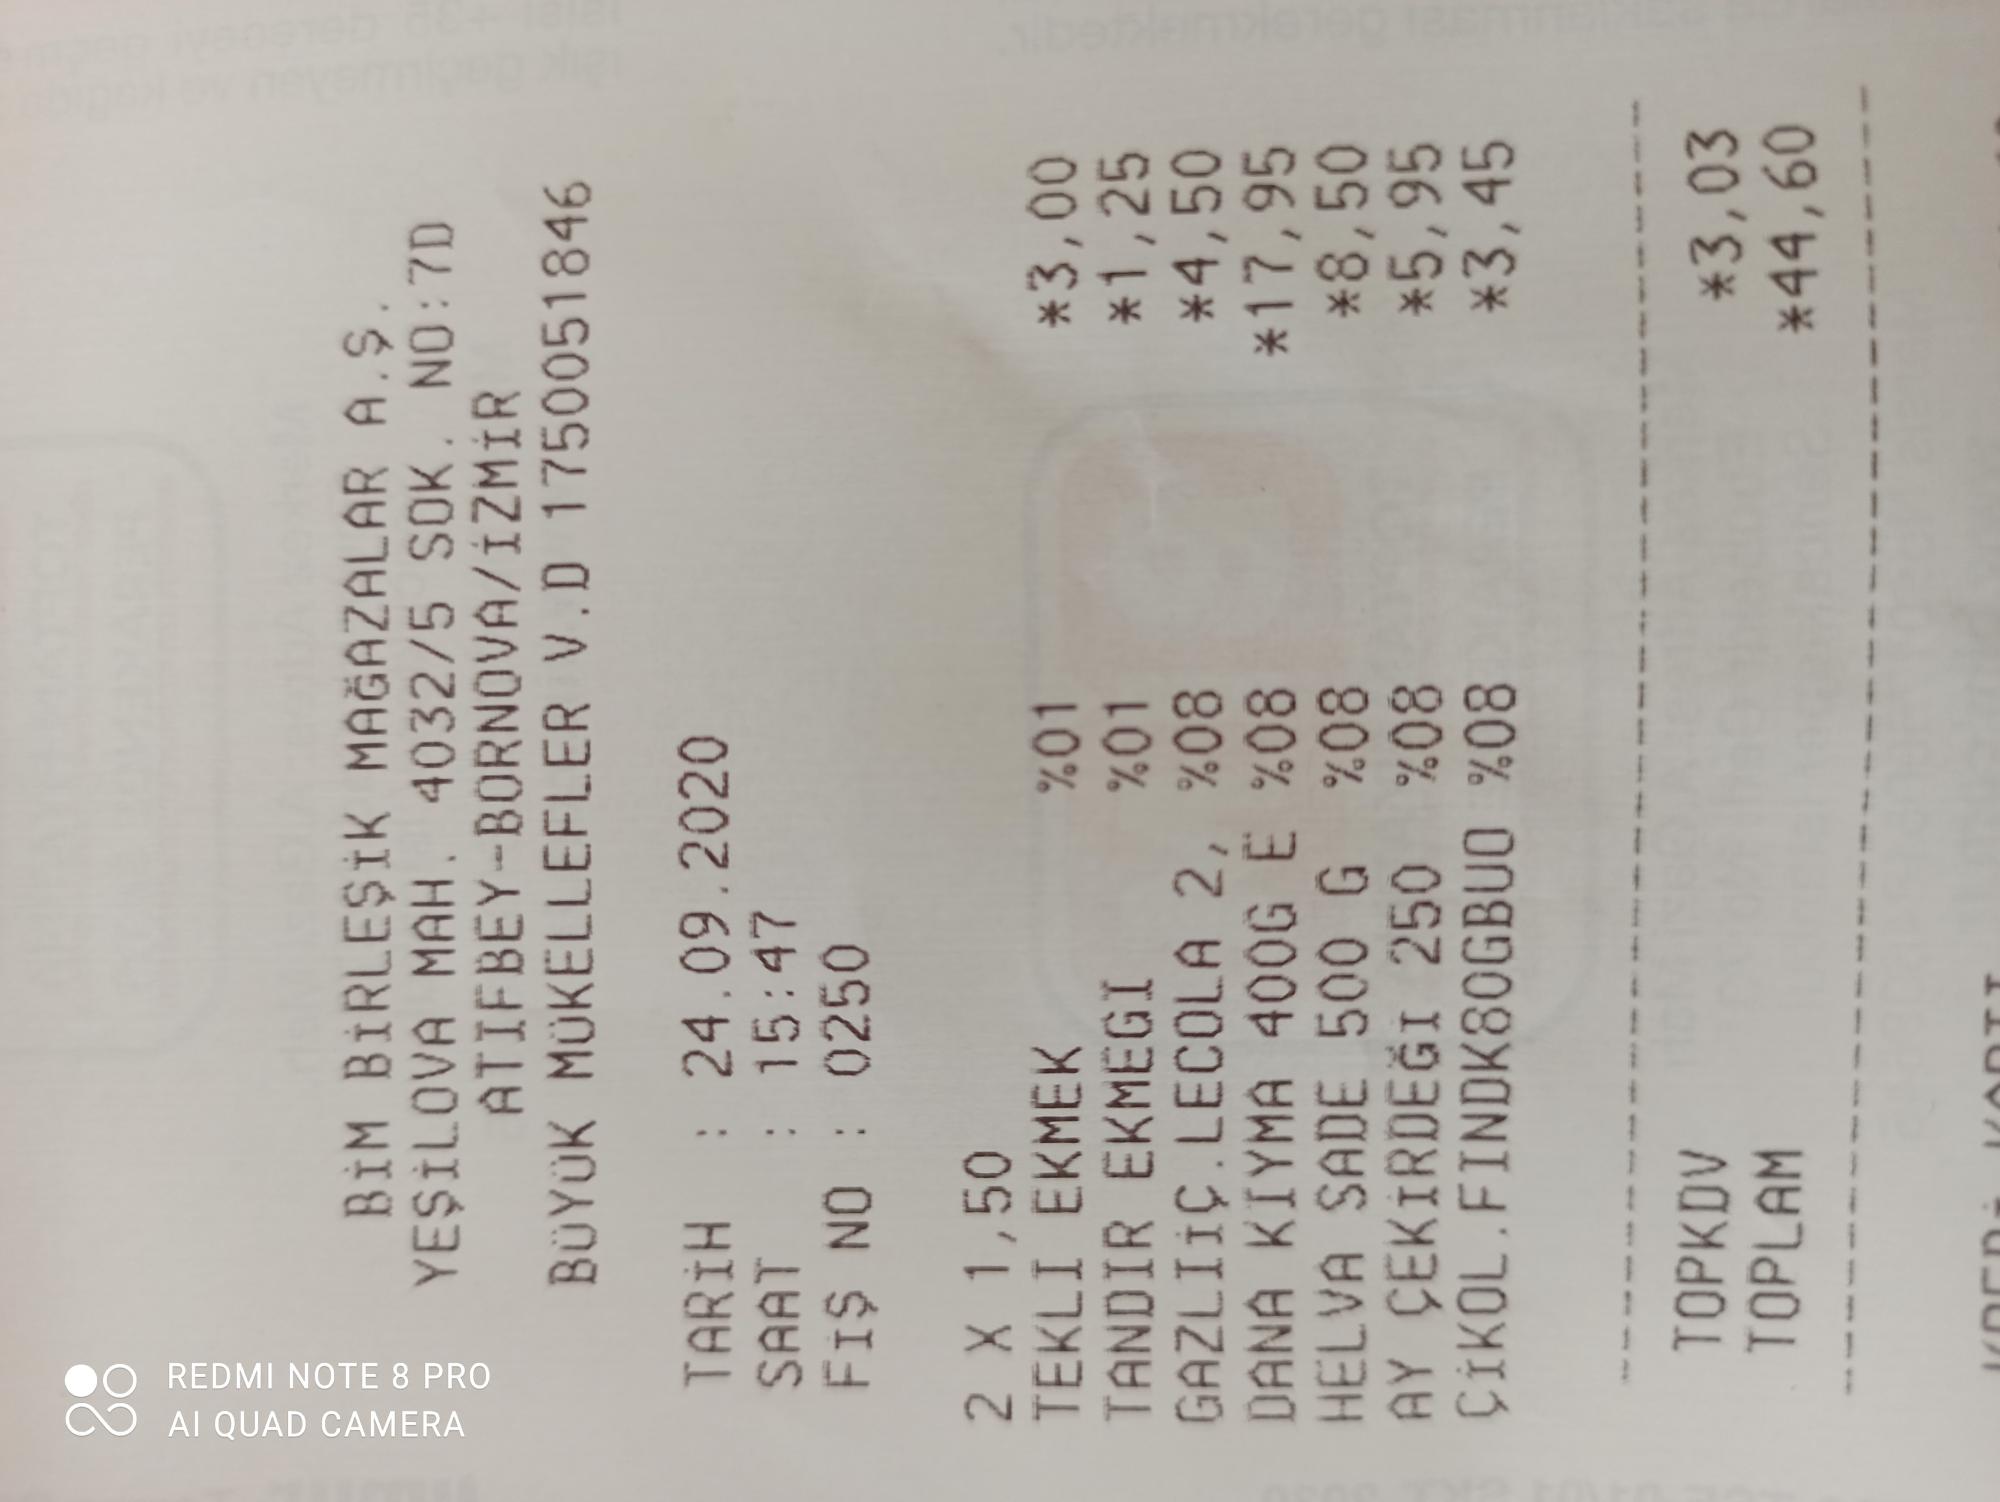 BİM BİRLEŞİK MAĞAZALAR A.Ş.
YEŞİLOVA MAH. 4032/5 SOK. NO:7D
ATIFBEY-BORNOVA/İZMİR
BÜYÜK MÜKELLEFLER V.D 1750051846
TARİH : 24.09.2020
SAAT : 15:47
FİŞ NO : 0250
2 X 1,50
TEKLI EKMEK %01 *3,00
TANDIR EKMEGI %01 *1,25
GAZLIİÇ.LECOLA 2, %08 *4,50
DANA KIYMA 400G E %08 *17,95
HELVA SADE 500 G %08 *8,50
AY ÇEKİRDEĞI 250 %08 *5,95
ÇİKOL.FINDK80GBUO %08 *3,45
TOPKDV *3,03
TOPLAM *44,60
REDMI NOTE 8 PRO
AI QUAD CAMERA